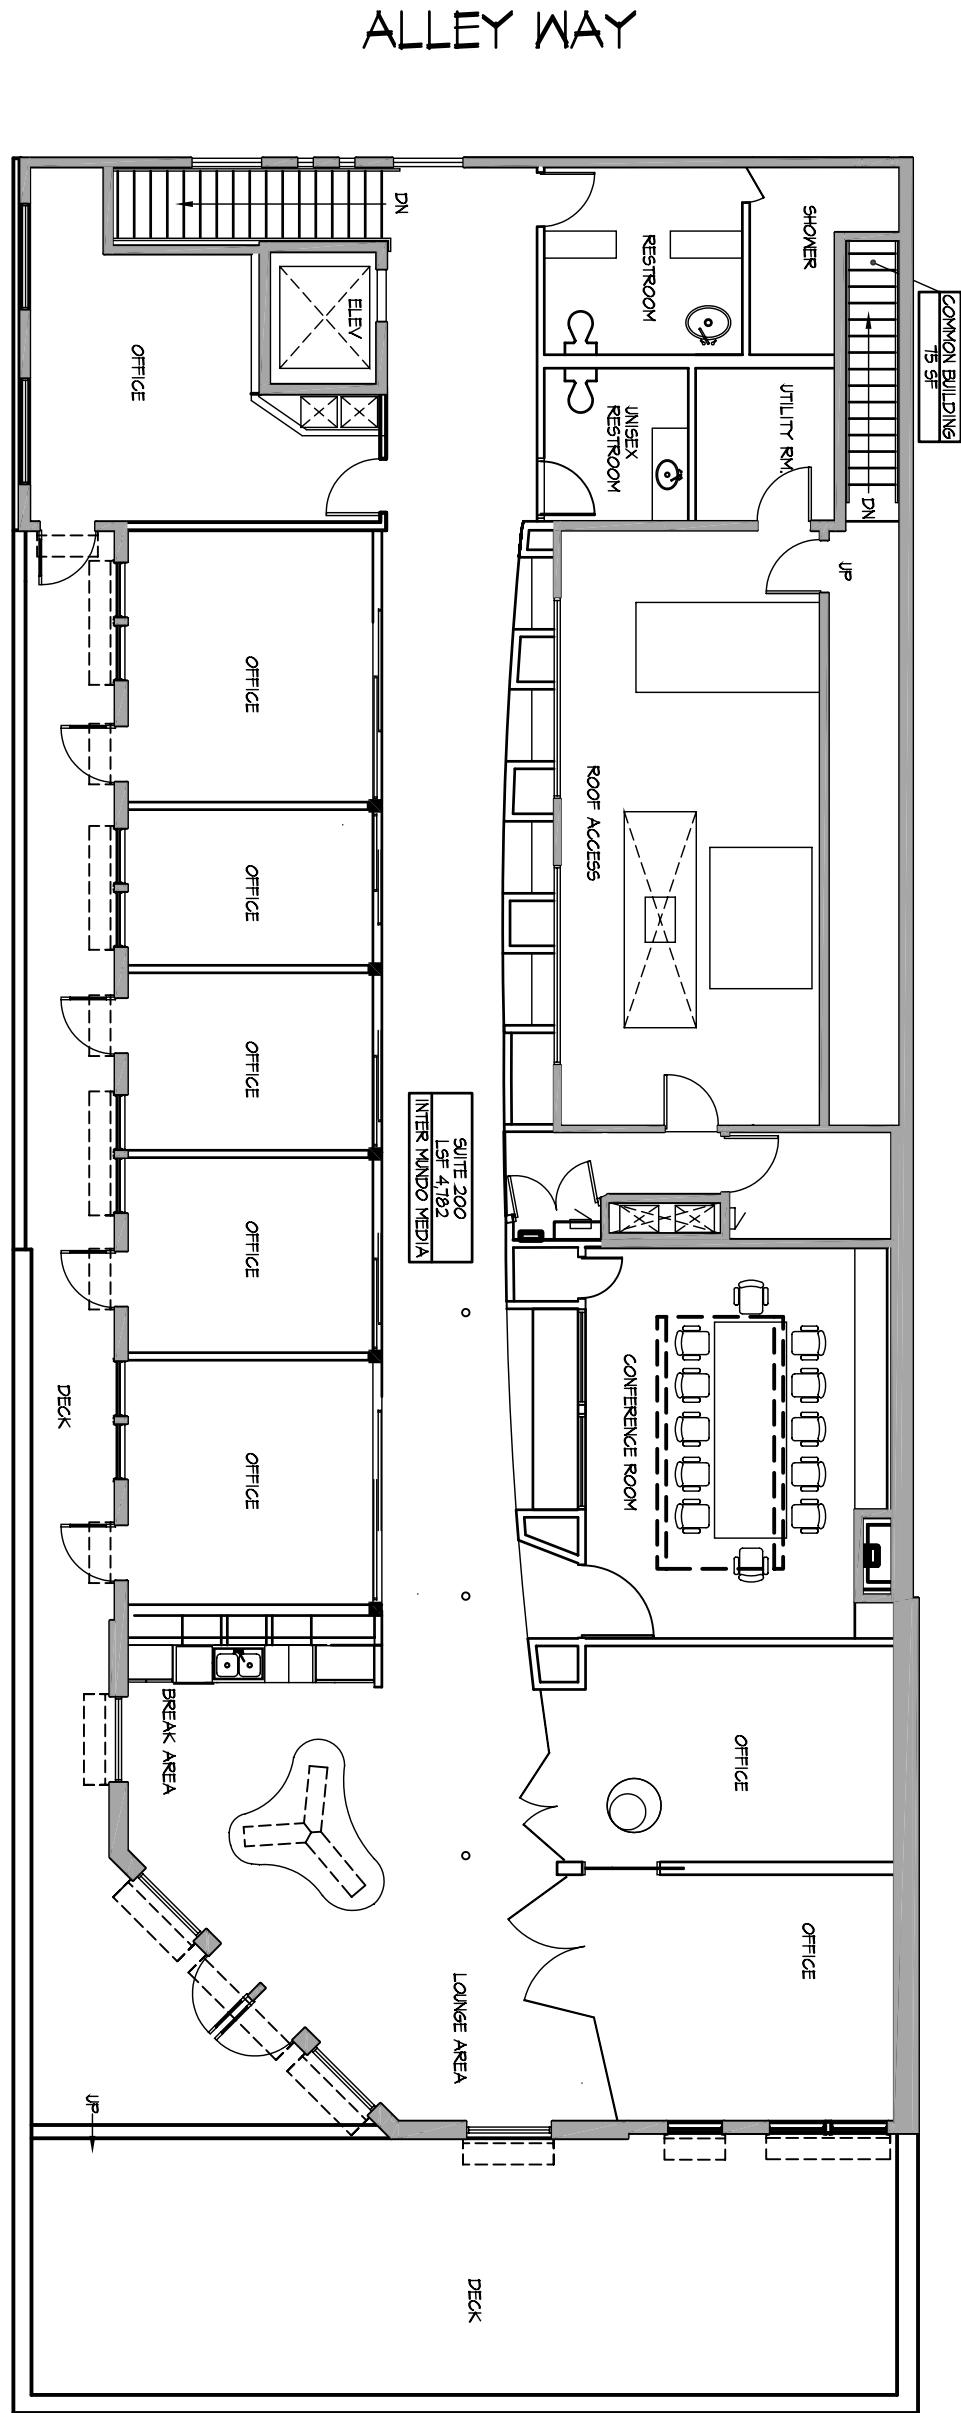 ALLEY WAY
DN
SHOWER
RESTROOM
COMMON BUILDING
75 SF
ELEV
OFFICE
UNISEX
RESTROOM
UTILITY RM.
DN
UP
OFFICE
ROOF ACCESS
OFFICE
OFFICE
SUITE 200
LSF 4,782
INTER MUNDO MEDIA
OFFICE
DECK
CONFERENCE ROOM
OFFICE
BREAK AREA
OFFICE
OFFICE
LOUNGE AREA
UP
DECK